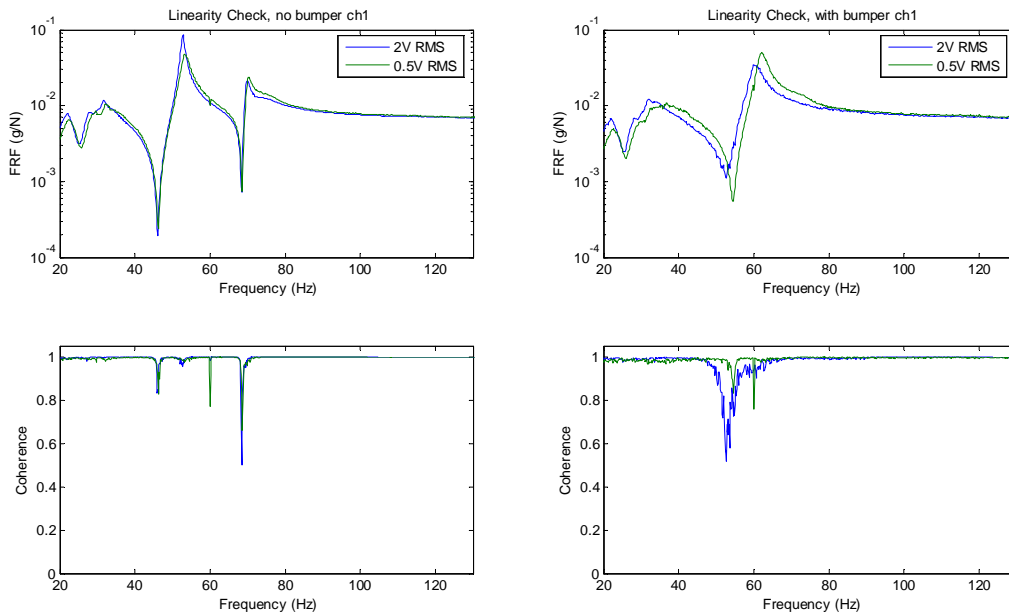 Linearity Check, no bumper ch1
10^-1
10^-2
10^-3
10^-4
FRF (g/N)
2V RMS
0.5V RMS
20 40 60 80 100 120
Frequency (Hz)
Linearity Check, with bumper ch1
10^-1
10^-2
10^-3
10^-4
FRF (g/N)
2V RMS
0.5V RMS
20 40 60 80 100 120
Frequency (Hz)
1
0.8
0.6
0.4
0.2
0
Coherence
20 40 60 80 100 120
Frequency (Hz)
1
0.8
0.6
0.4
0.2
0
Coherence
20 40 60 80 100 120
Frequency (Hz)